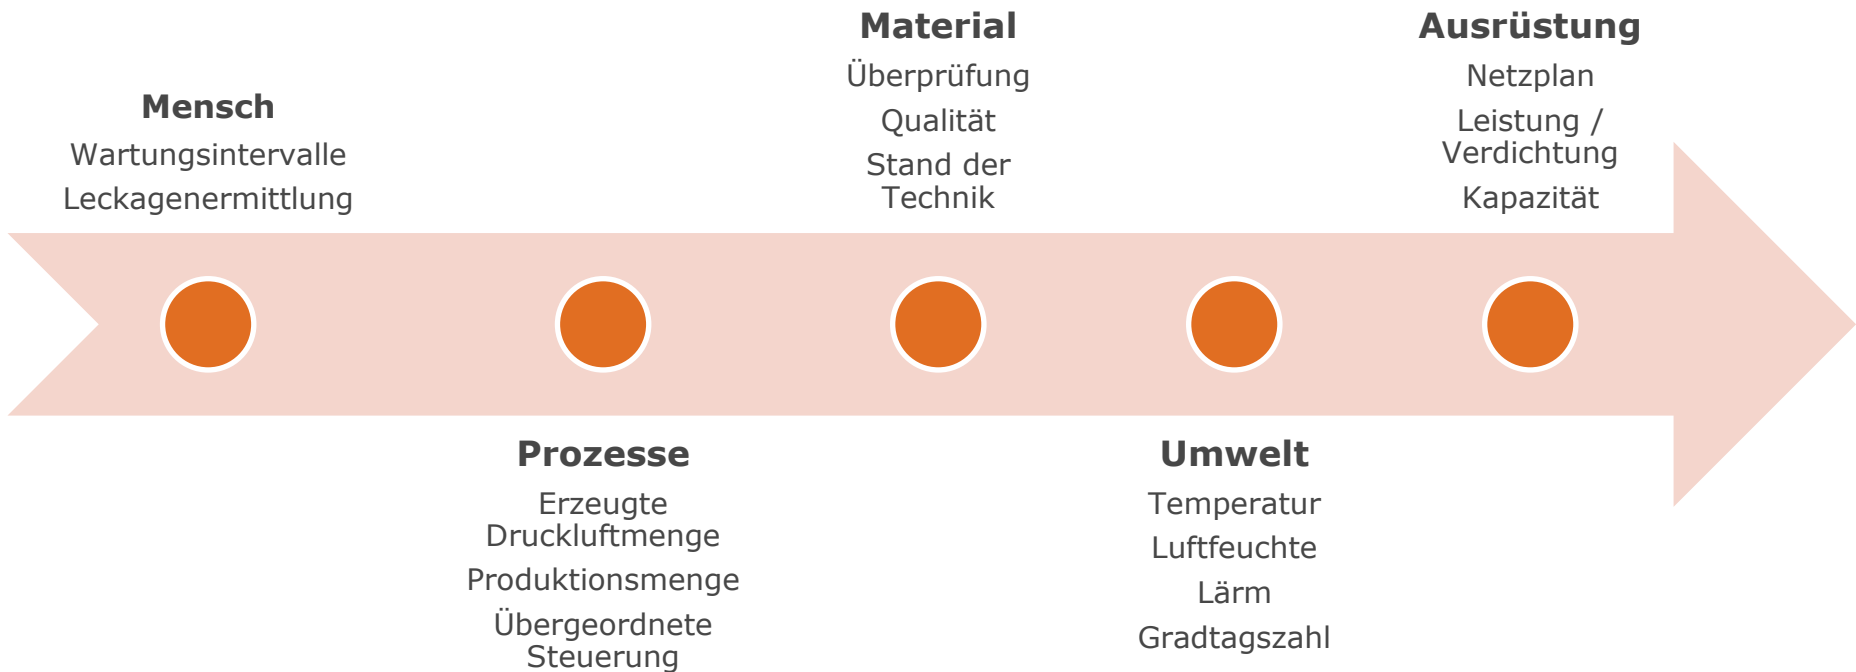 Mensch
Wartungsintervalle
Leckagenermittlung
Prozesse
Erzeugte
Druckluftmenge
Produktionsmenge
Übergeordnete
Steuerung
Material
Überprüfung
Qualität
Stand der
Technik
Umwelt
Temperatur
Luftfeuchte
Lärm
Gradtagszahl
Ausrüstung
Netzplan
Leistung /
Verdichtung
Kapazität